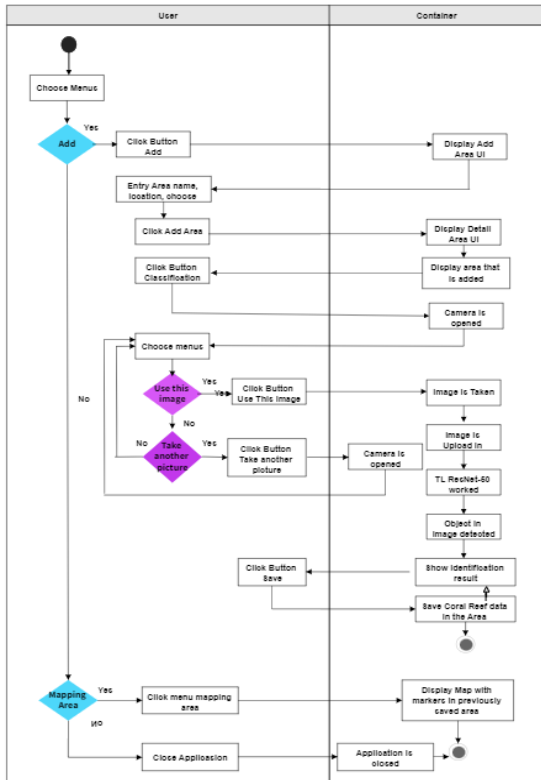 User
Container
Choose Menus
Yes
Add
Click Button
Add
Display Add
Area UI
Entry Area name,
location, choose
Click Add Area
Display Detail
Area UI
Click Button
Classification
Display area that
is added
Camera is
opened
Choose menus
Use this
image
Yes
Yes
Click Button
Use This Image
Image is Taken
No
No
No
Take
another
picture
Yes
Click Button
Take another
picture
Camera is
opened
Image is
Upload in
TL ResNet-50
worked
Object in
Image detected
Click Button
Save
Show Identification
result
Save Coral Reef data
in the Area
Mapping
Area
Yes
Click menu mapping
area
Display Map with
markers in previously
saved area
No
Close Applicasion
Application is
closed